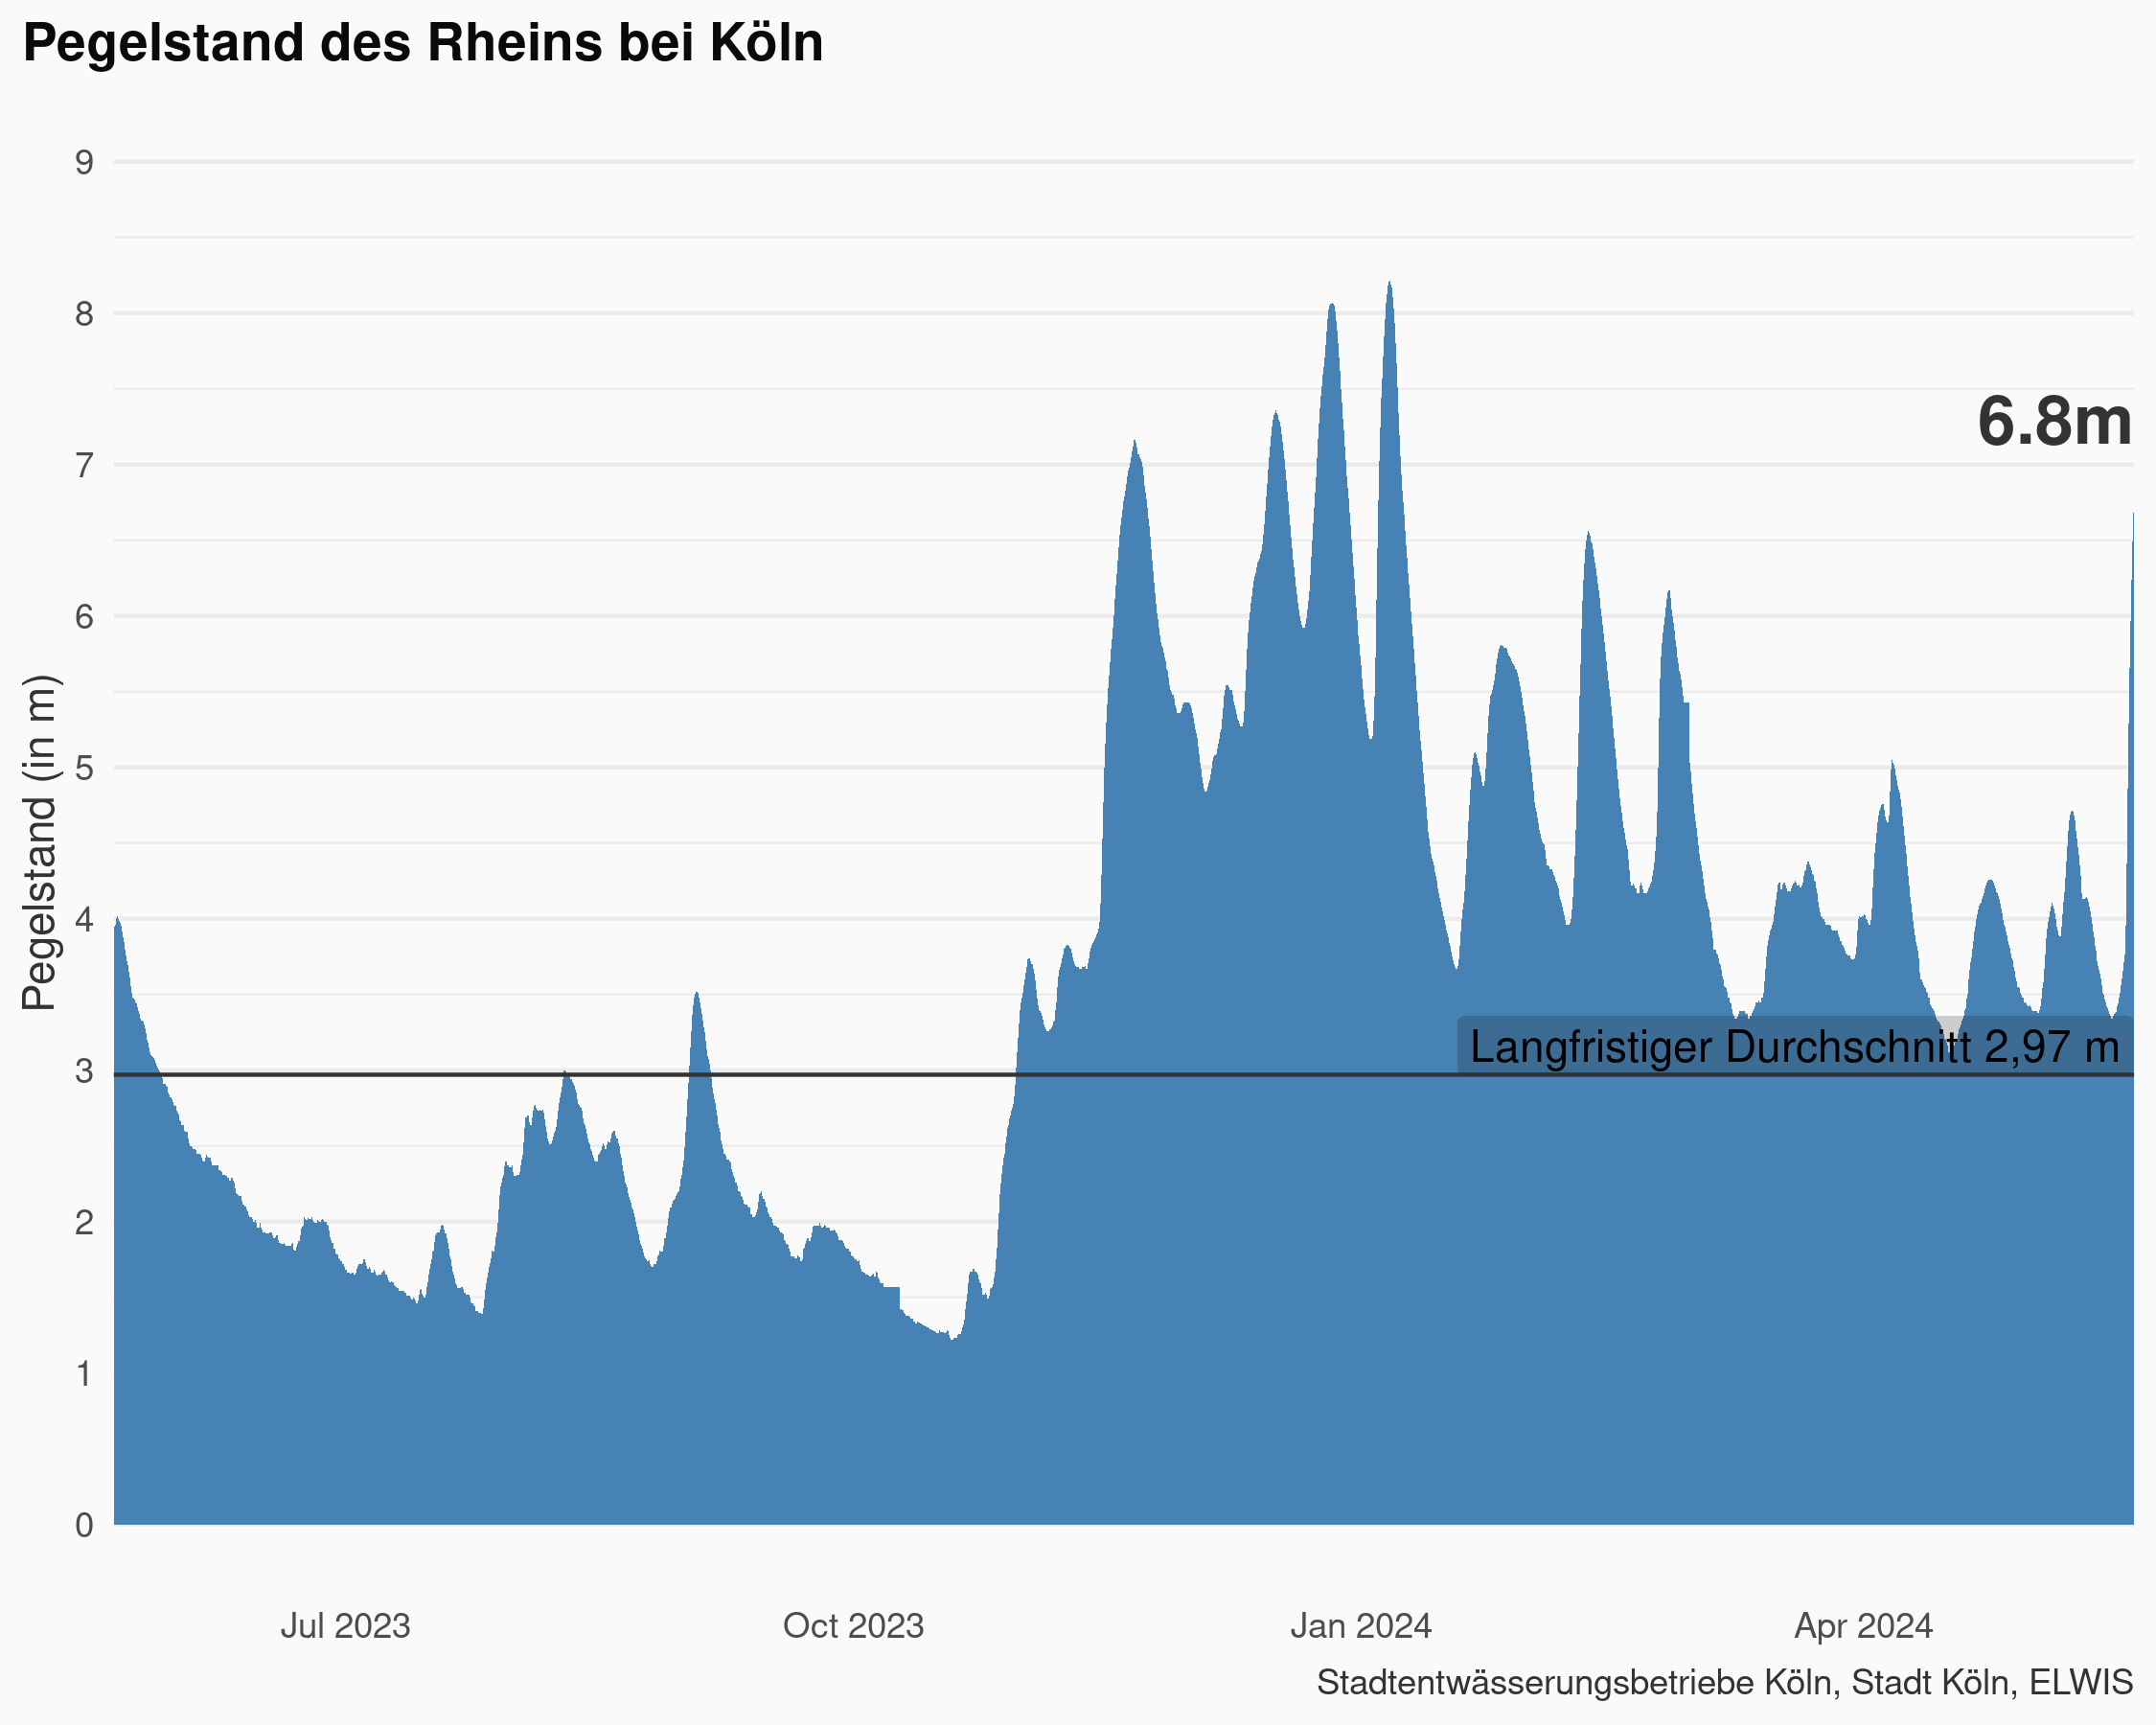 Pegelstand des Rheins bei Köln
9
8
6.8m
7
6
Pegelstand (in m)
5
4
Langfristiger Durchschnitt 2,97 m
3
2
1
0
Jul 2023
Oct 2023
Jan 2024
Apr 2024
Stadtentwässerungsbetriebe Köln, Stadt Köln, ELWIS